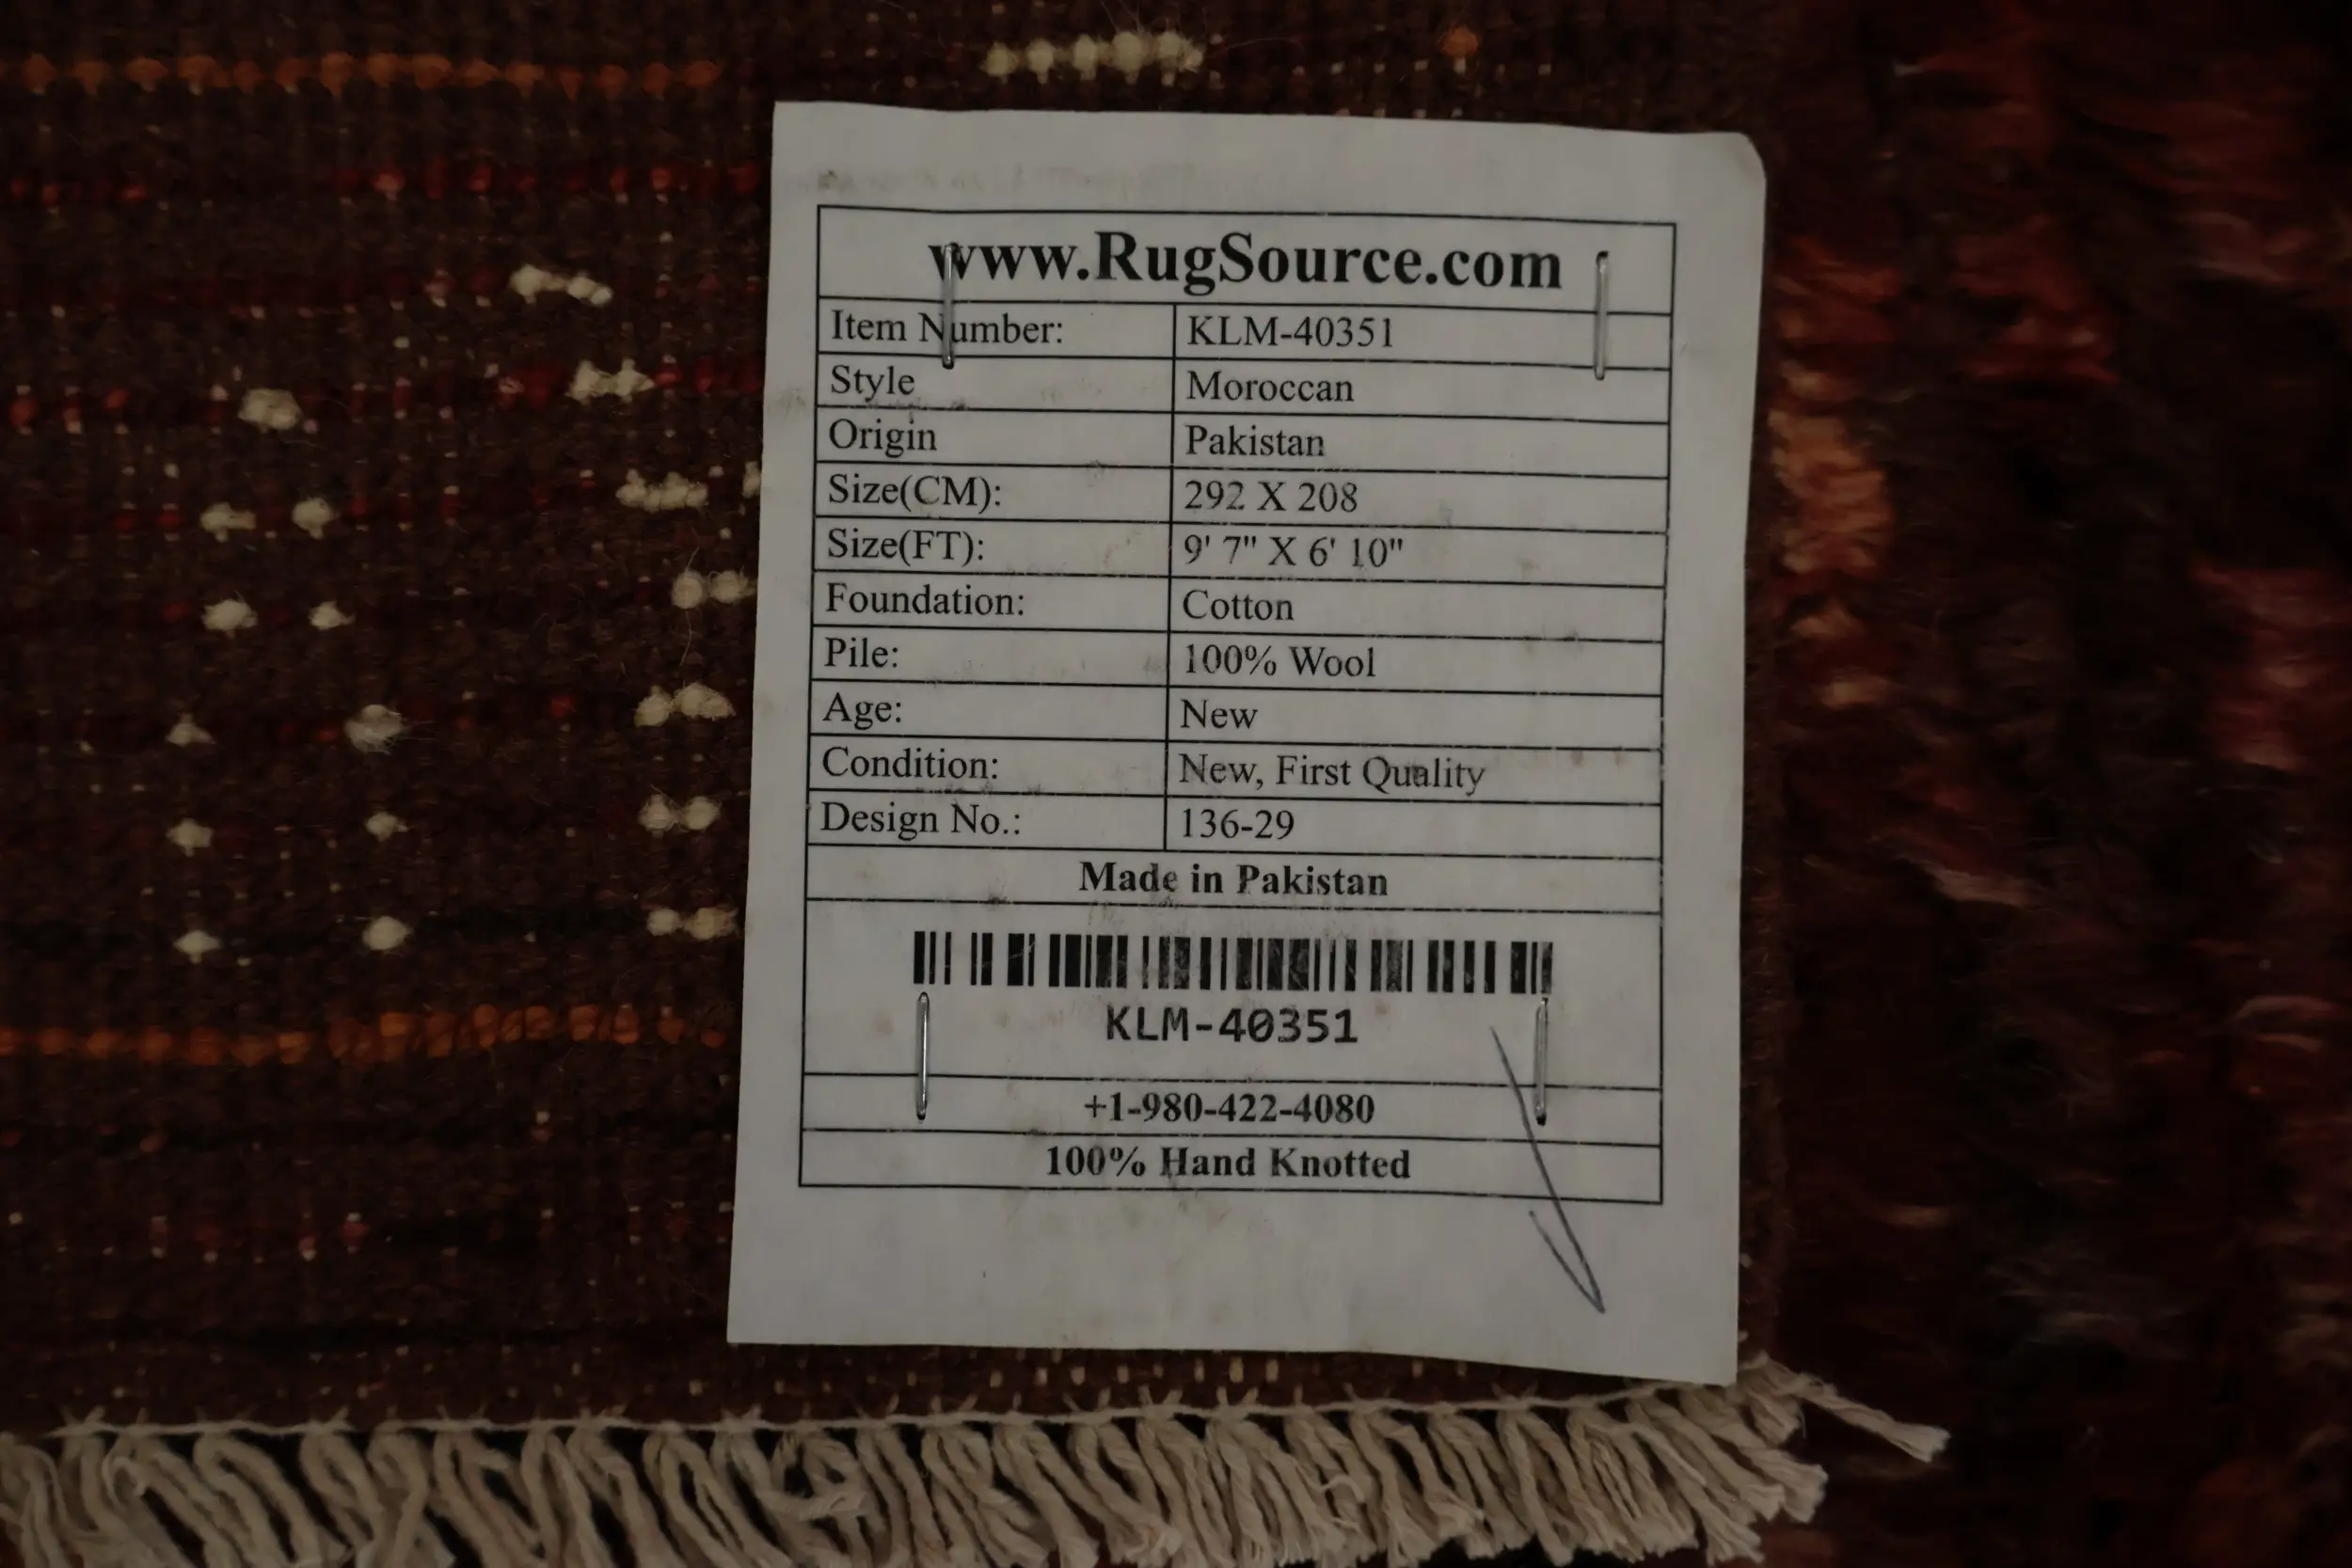 www.RugSource.com
Item Number: KLM-40351
Style Moroccan
Origin Pakistan
Size(CM): 292 X 208
Size(FT): 9' 7" X 6' 10"
Foundation: Cotton
Pile: 100% Wool
Age: New
Condition: New, First Quality
Design No.: 136-29
Made in Pakistan
KLM-40351
+1-980-422-4080
100% Hand Knotted